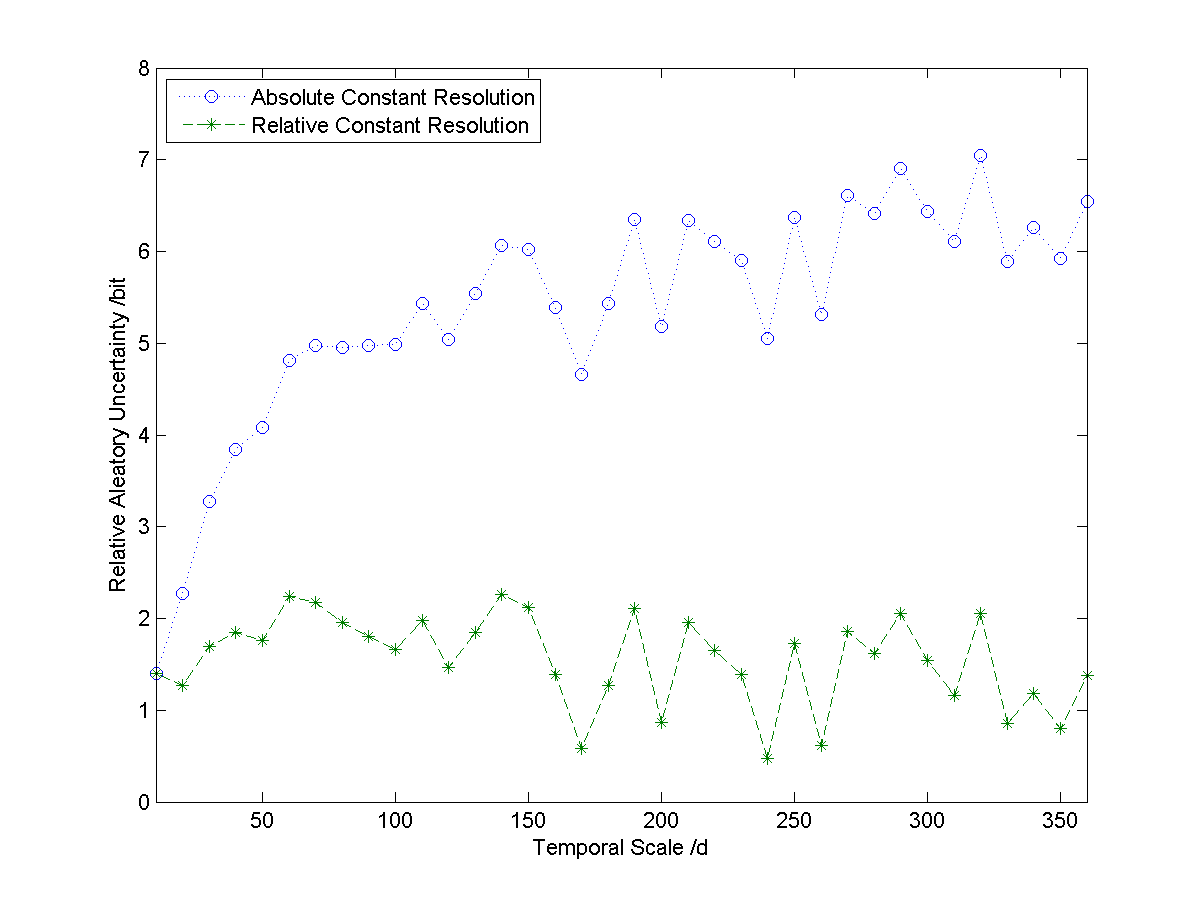 8
7
6
5
4
3
2
1
0
Relative Aleatory Uncertainty /bit
Absolute Constant Resolution
Relative Constant Resolution
50 100 150 200 250 300 350
Temporal Scale /d